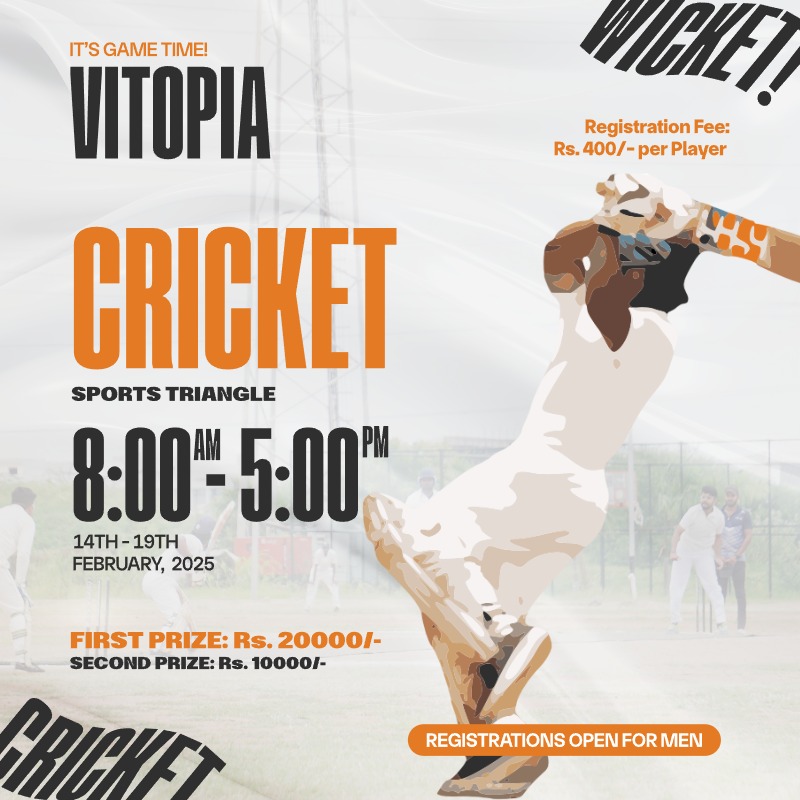 WICKET!
IT'S GAME TIME!
VITOPIA
Registration Fee:
Rs. 400/- per Player
CRICKET
SPORTS TRIANGLE
8:00AM - 5:00PM
14TH - 19TH
FEBRUARY, 2025
FIRST PRIZE: Rs. 20000/-
SECOND PRIZE: Rs. 10000/-
REGISTRATIONS OPEN FOR MEN
CRICKET